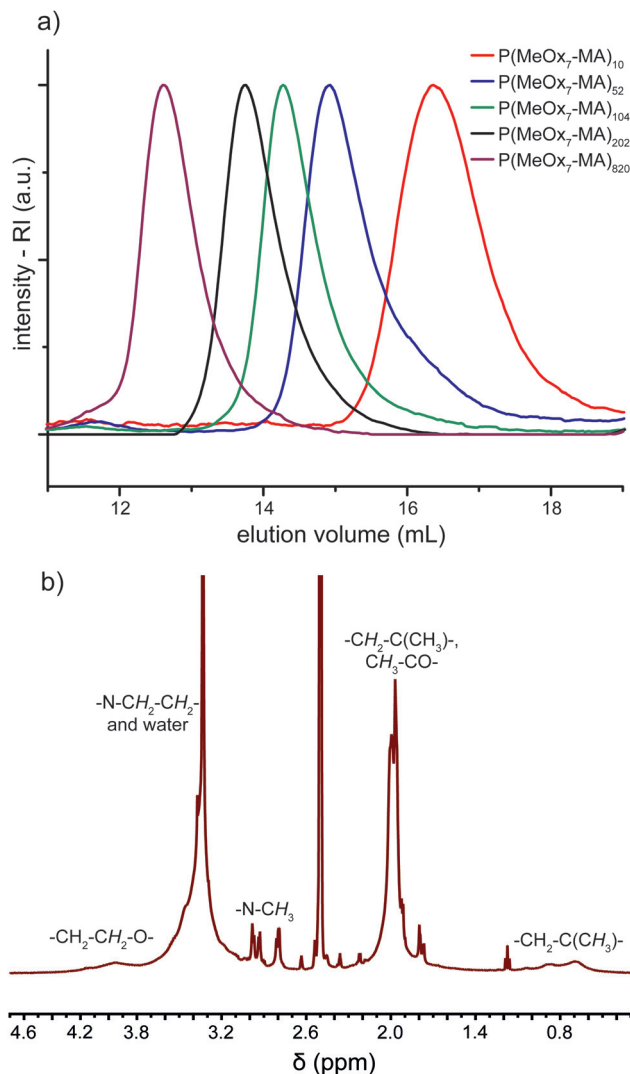 a)
P(MeOx₇-MA)₁₀
P(MeOx₇-MA)₅₂
P(MeOx₇-MA)₁₀₄
P(MeOx₇-MA)₂₀₂
P(MeOx₇-MA)₈₂₀
intensity - RI (a.u.)
12 14 16 18
elution volume (mL)
b)
-CH₂-C(CH₃)-,
CH₃-CO-
-N-CH₂-CH₂-
and water
-N-CH₃
-CH₂-CH₂-O-
-CH₂-C(CH₃)-
4.6 4.2 3.8 3.2 2.6 2.0 1.4 0.8
δ (ppm)